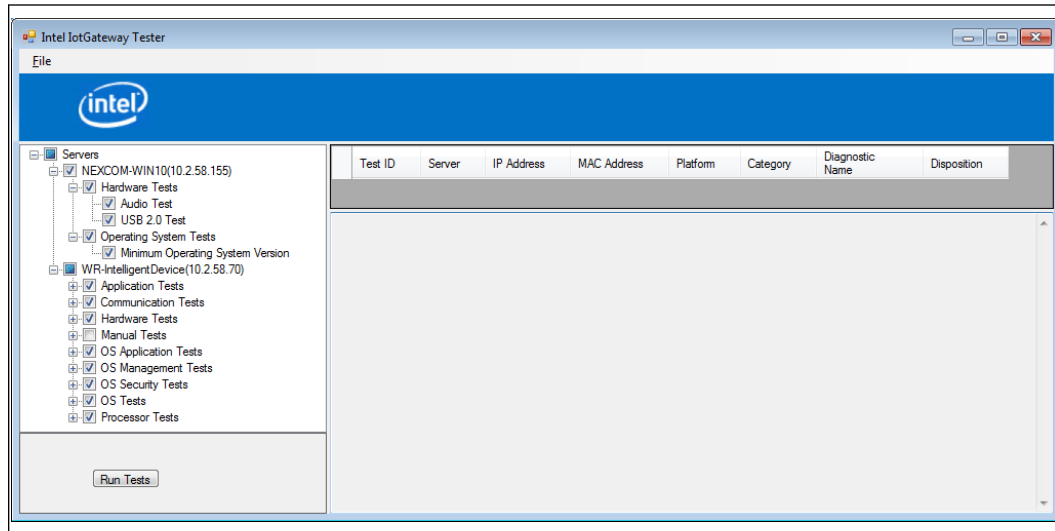 Intel IotGateway Tester
File
intel
Servers
NEXCOM-WIN10(10.2.58.155)
Hardware Tests
Audio Test
USB 2.0 Test
Operating System Tests
Minimum Operating System Version
WR-IntelligentDevice(10.2.58.70)
Application Tests
Communication Tests
Hardware Tests
Manual Tests
OS Application Tests
OS Management Tests
OS Security Tests
OS Tests
Processor Tests
Run Tests
Test ID Server IP Address MAC Address Platform Category Diagnostic Name Disposition